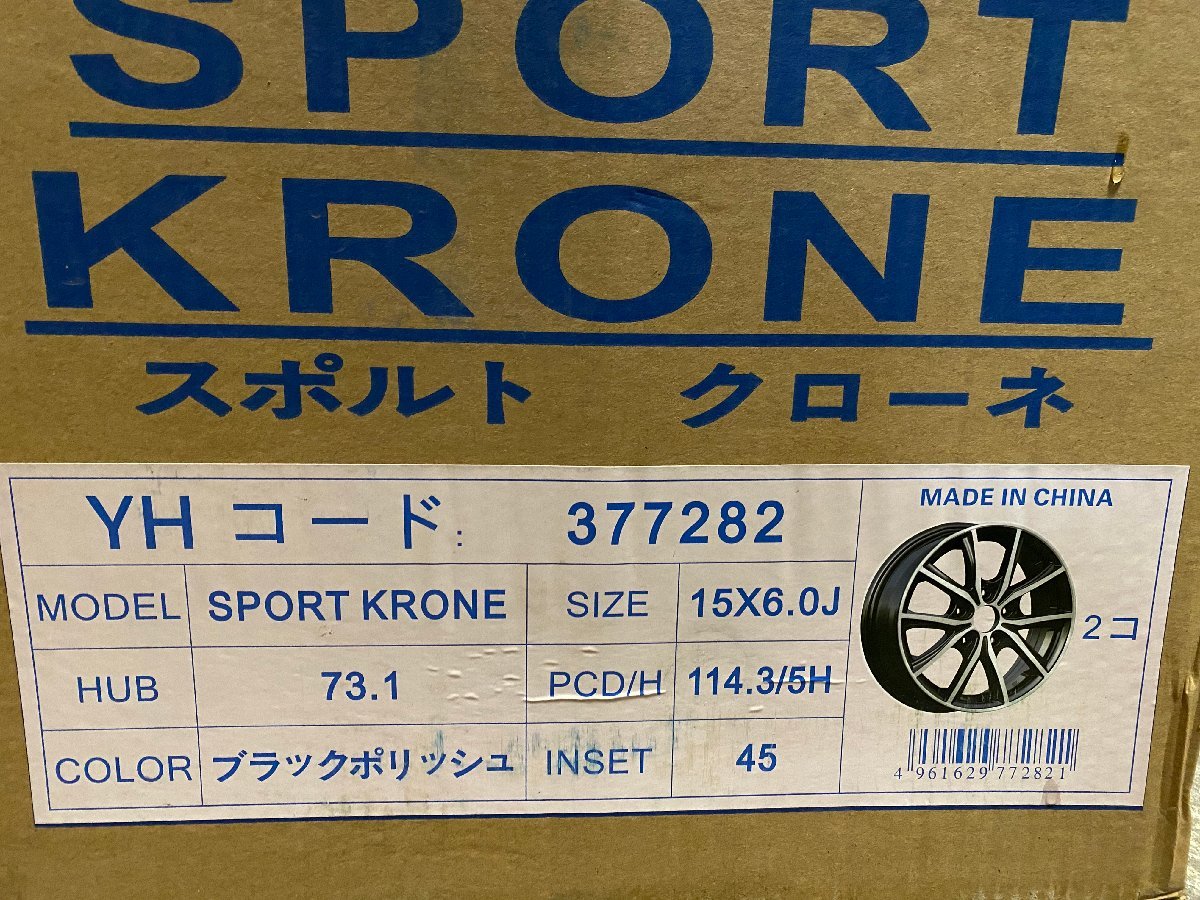 SPORT
KRONE
スポルト クローネ
YH コード: 377282
MADE IN CHINA
MODEL SPORT KRONE SIZE 15X6.0J
2コ
HUB 73.1 PCD/H 114.3/5H
COLOR ブラックポリッシュ INSET 45
4 961629 772821